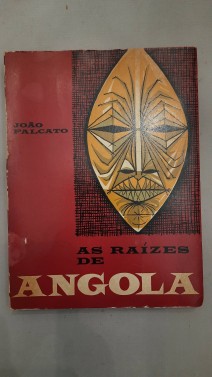 JOÃO
FALCATO
AS RAÍZES
DE
ANGOLA